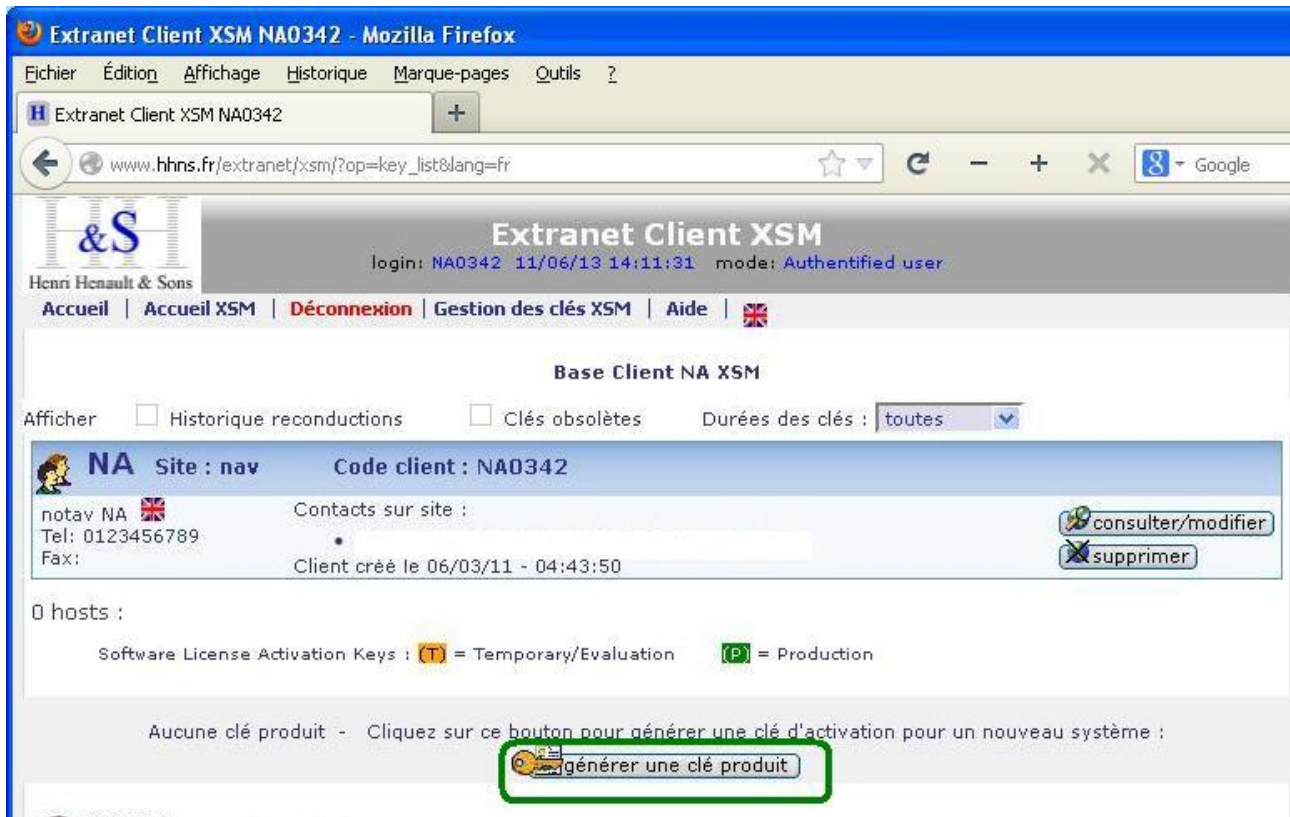 Extranet Client XSM NA0342 - Mozilla Firefox
Fichier Édition Affichage Historique Marque-pages Outils ?
H Extranet Client XSM NA0342 +
www.hhns.fr/extranet/xsm/?op=key_list&lang=fr 8 Google
H&S Extranet Client XSM
login: NA0342 11/06/13 14:11:31 mode: Authentified user
Henri Henault & Sons
Accueil | Accueil XSM | Déconnexion | Gestion des clés XSM | Aide |
Base Client NA XSM
Afficher Historique reconductions Clés obsolètes Durées des clés : toutes
NA Site : nav Code client : NA0342
notav NA Contacts sur site :
Tel: 0123456789 • consulter/modifier
Fax: Client créé le 06/03/11 - 04:43:50 supprimer
0 hosts :
Software License Activation Keys : (T) = Temporary/Evaluation (P) = Production
Aucune clé produit - Cliquez sur ce bouton pour générer une clé d'activation pour un nouveau système :
générer une clé produit